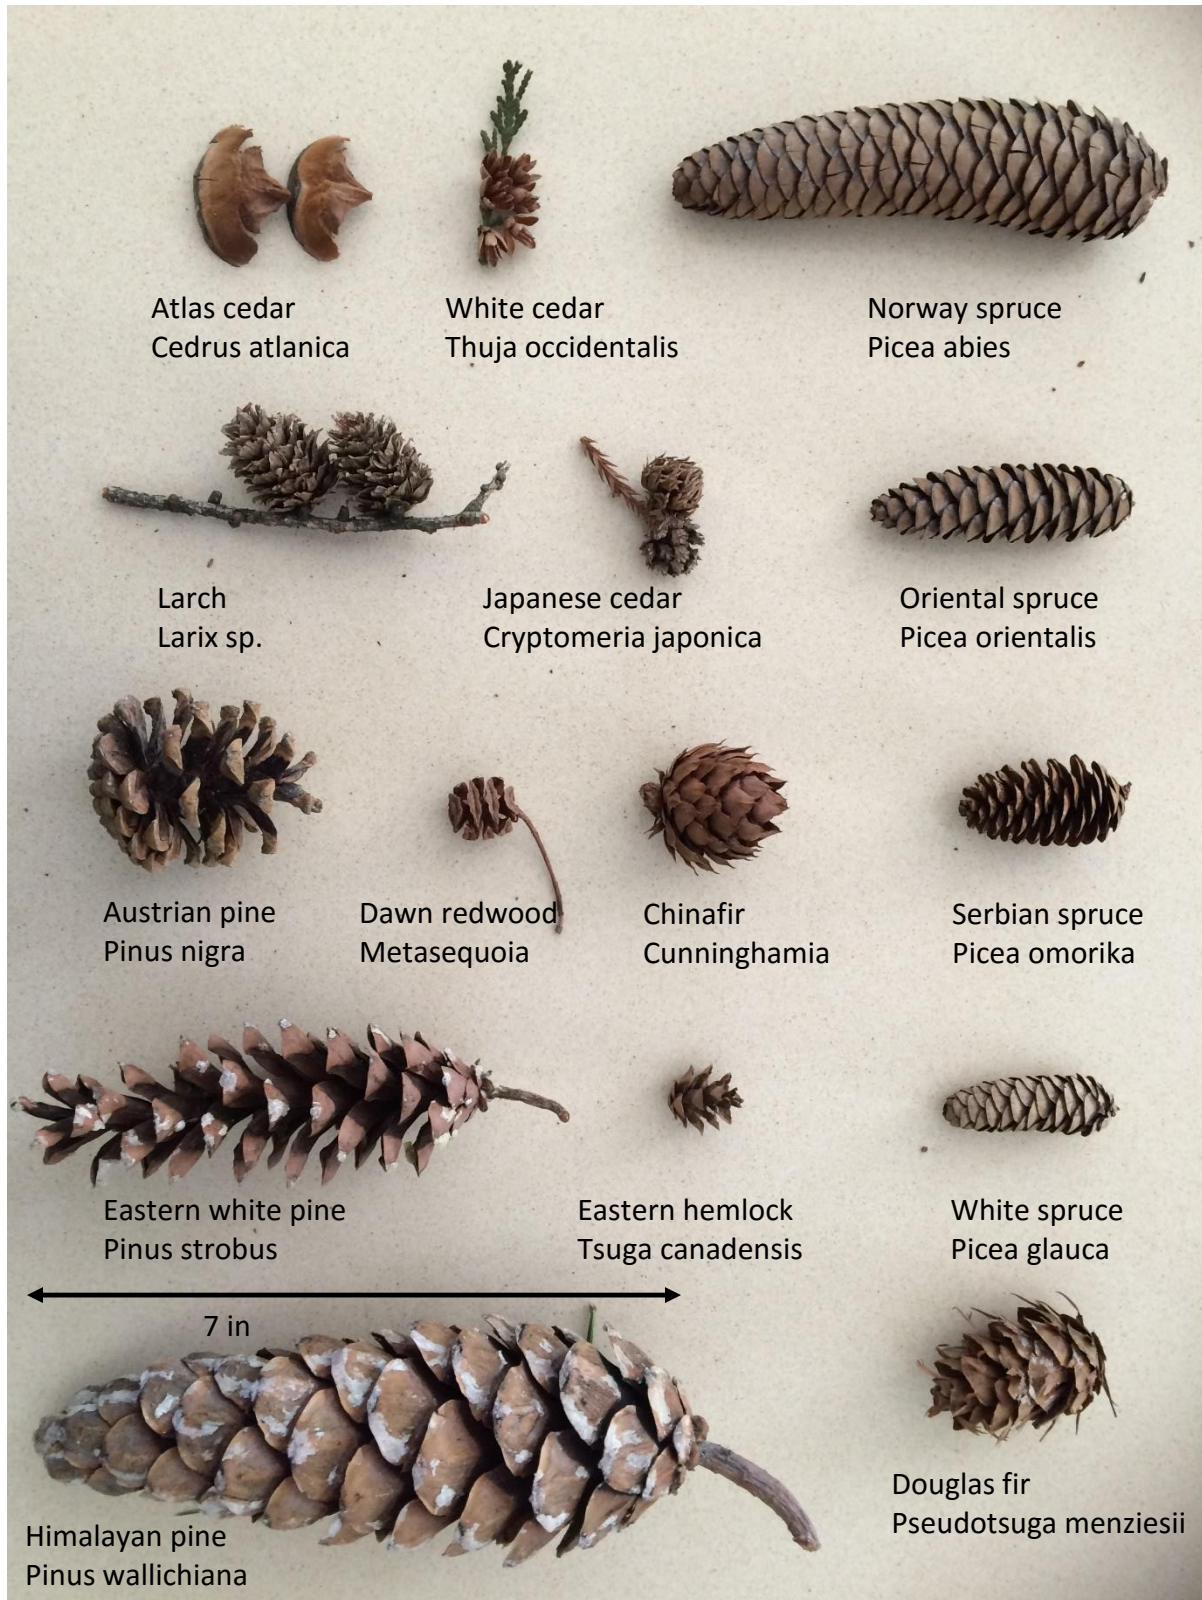 Atlas cedar
Cedrus atlanica
White cedar
Thuja occidentalis
Norway spruce
Picea abies
Larch
Larix sp.
Japanese cedar
Cryptomeria japonica
Oriental spruce
Picea orientalis
Austrian pine
Pinus nigra
Dawn redwood
Metasequoia
Chinafir
Cunninghamia
Serbian spruce
Picea omorika
Eastern white pine
Pinus strobus
Eastern hemlock
Tsuga canadensis
White spruce
Picea glauca
7 in
Himalayan pine
Pinus wallichiana
Douglas fir
Pseudotsuga menziesii